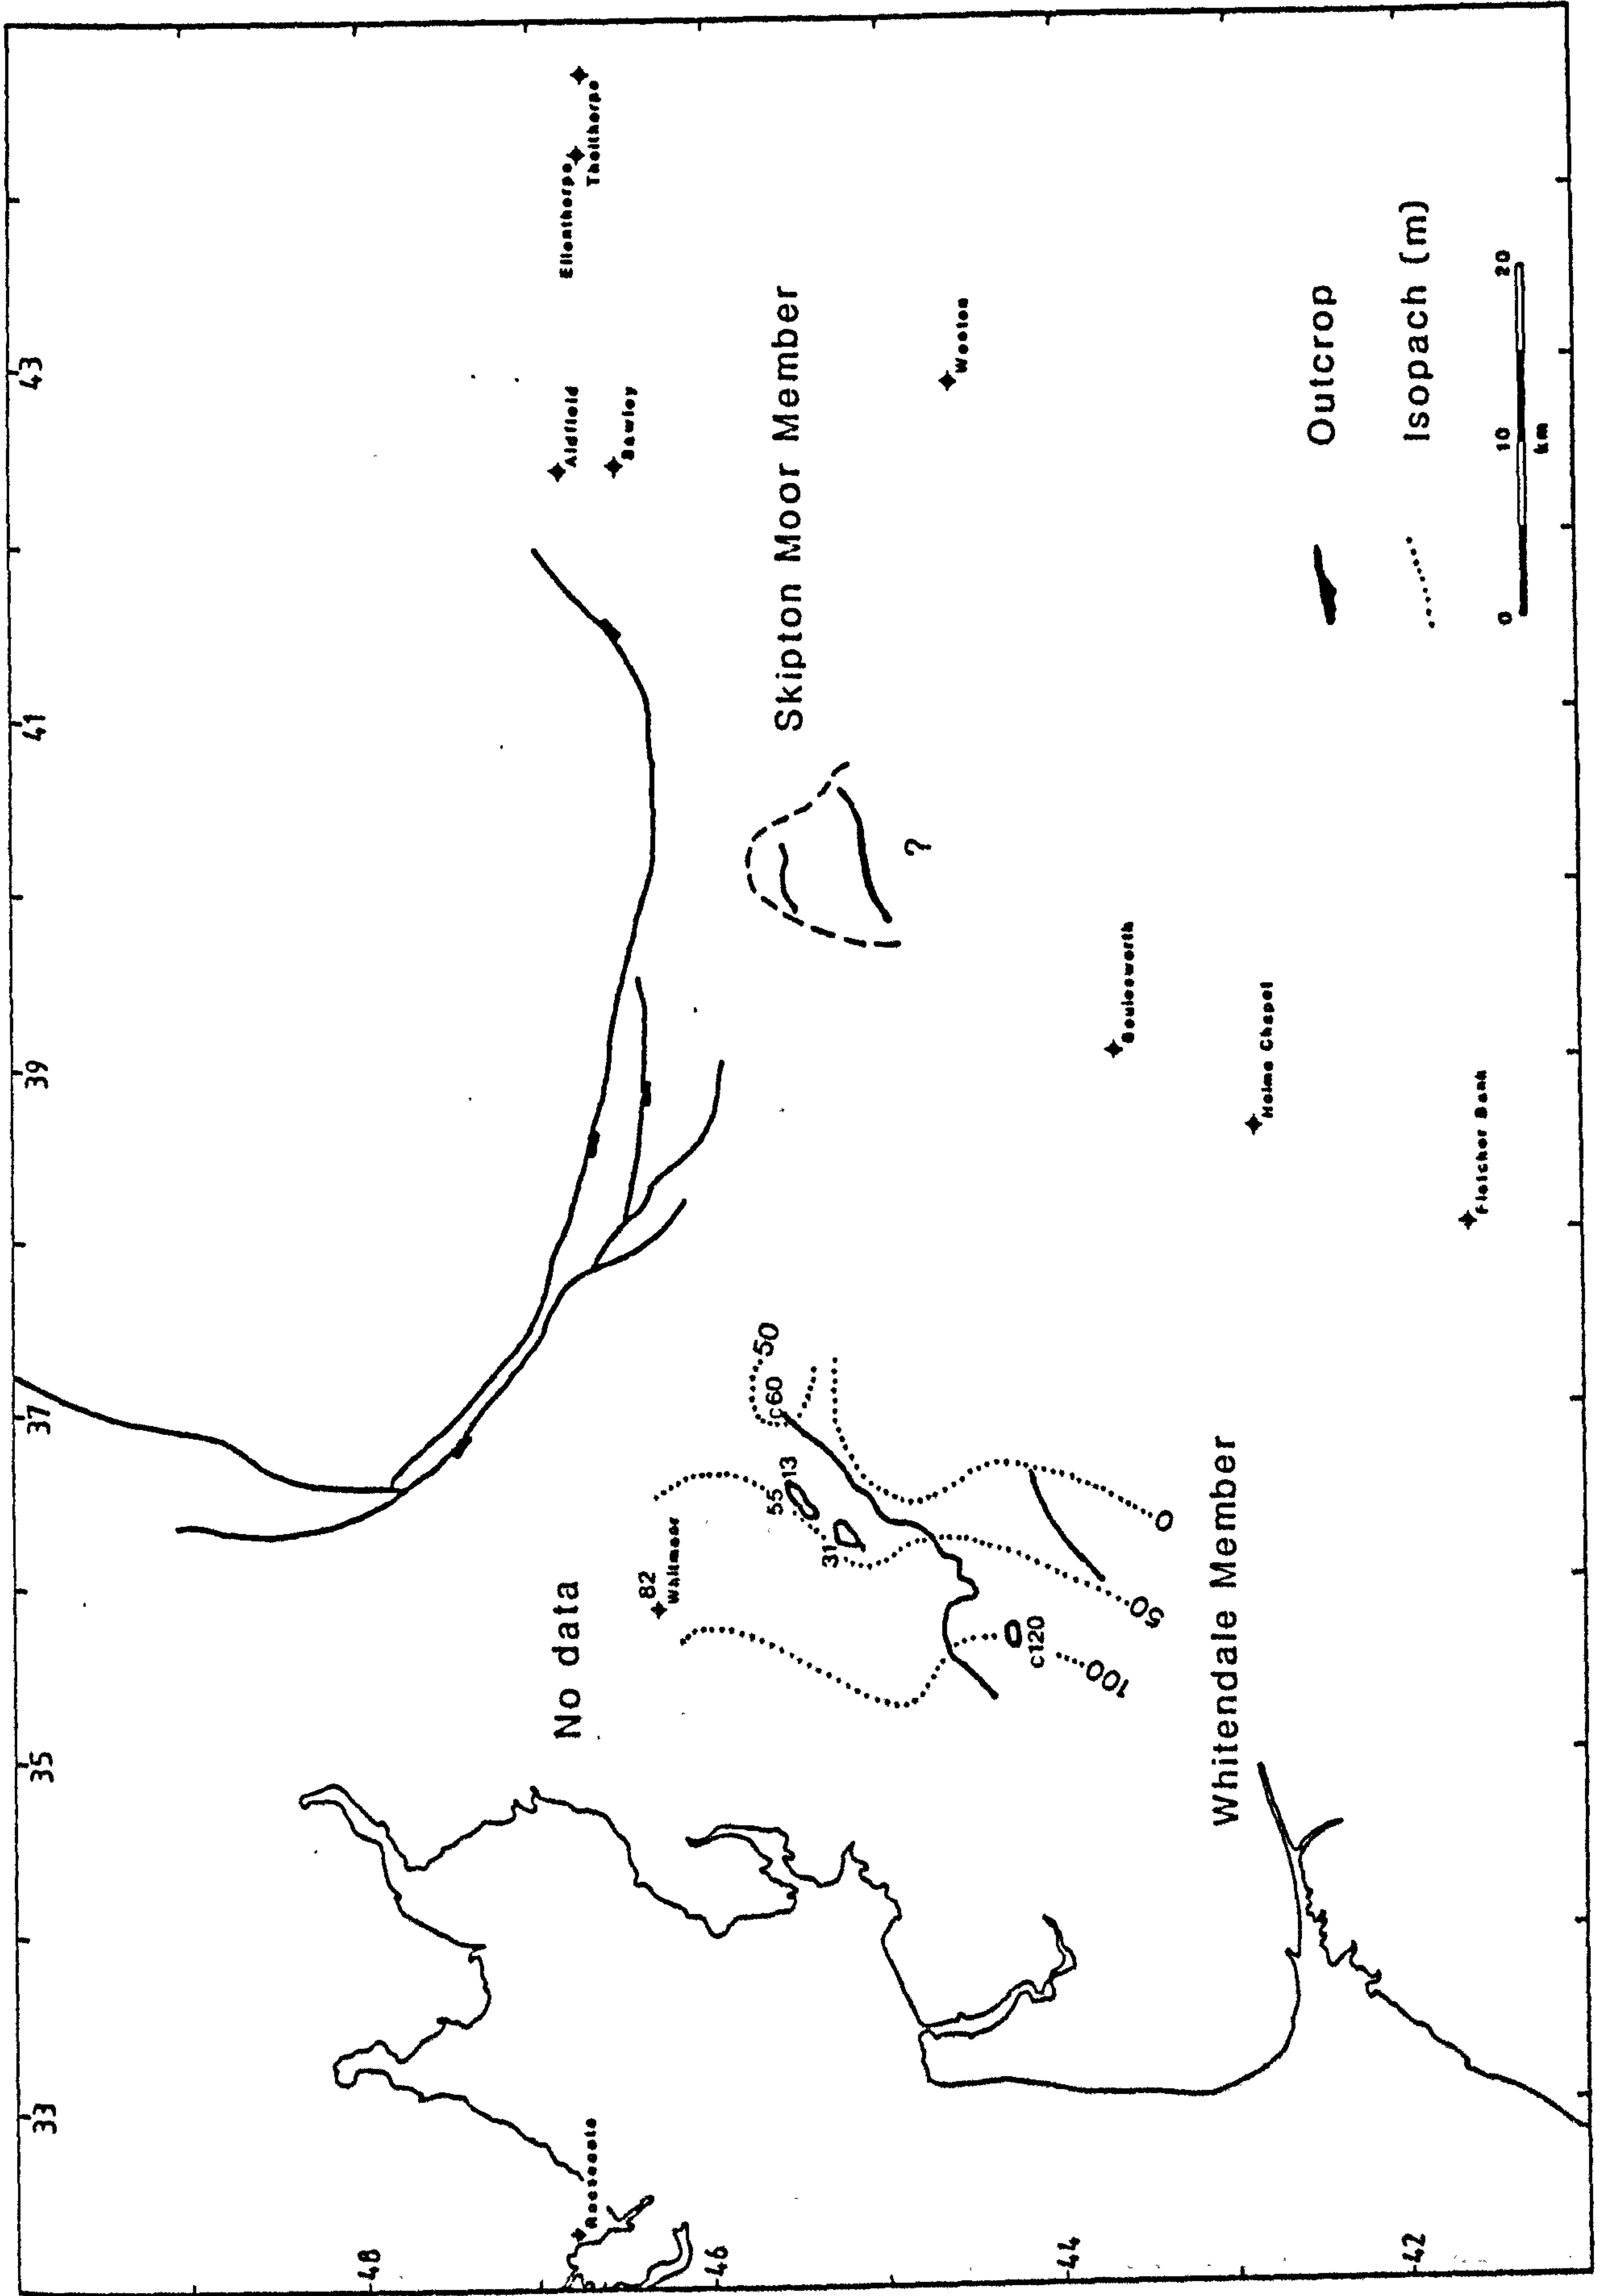 33
35
37
39
41
43
48
46
44
42
Ellenthorpe
Tholthorpe
Aldfield
Sawley
No data
82
Whitmoor
Skipton Moor Member
Weeton
50
c60
13
55
31
?
0
50
c120
100
Boulsworth
Holme Chapel
Fletcher Bank
Whitendale Member
Outcrop
Isopach (m)
0
10
20
km